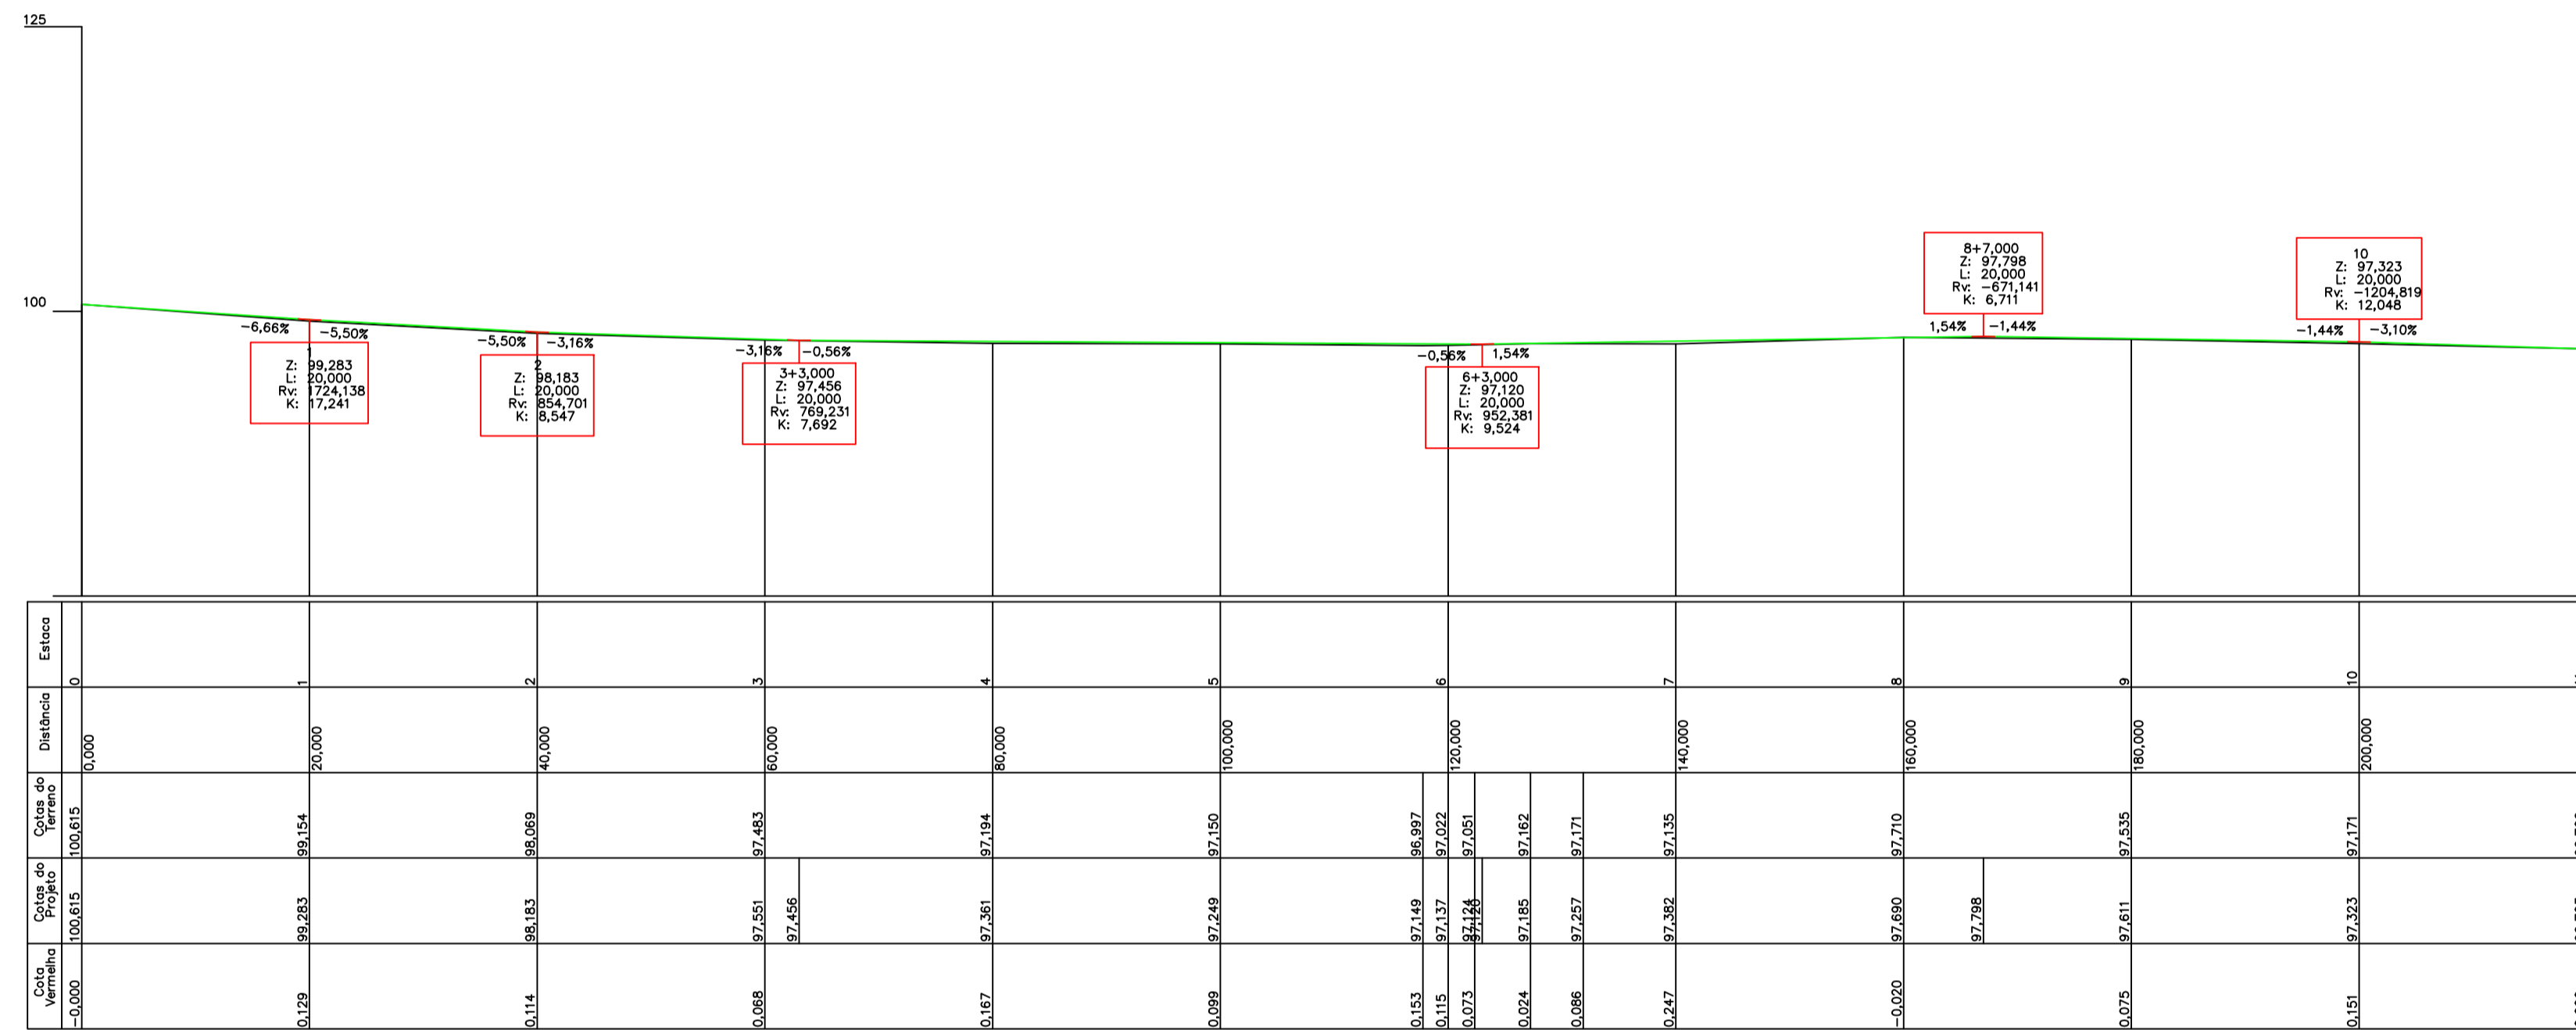 125
100
-6,66%
-5,50%
1
Z: 99,283
L: 20,000
Rv: 1724,138
K: 17,241
-5,50%
-3,16%
2
Z: 98,183
L: 20,000
Rv: 854,701
K: 8,547
-3,16%
-0,56%
3+3,000
Z: 97,456
L: 20,000
Rv: 769,231
K: 7,692
-0,56%
1,54%
6+3,000
Z: 97,120
L: 20,000
Rv: 952,381
K: 9,524
8+7,000
Z: 97,798
L: 20,000
Rv: -671,141
K: 6,711
1,54%
-1,44%
10
Z: 97,323
L: 20,000
Rv: -1204,819
K: 12,048
-1,44%
-3,10%
Estaca
0
1
2
3
4
5
6
7
8
9
10
Distância
0,000
20,000
40,000
60,000
80,000
100,000
120,000
140,000
160,000
180,000
200,000
Cotas do
Terreno
100,615
99,154
98,069
97,483
97,194
97,150
96,997
97,022
97,051
97,162
97,171
97,135
97,710
97,535
97,171
Cotas do
Projeto
100,615
99,283
98,183
97,551
97,456
97,361
97,249
97,149
97,137
97,124
97,120
97,185
97,257
97,382
97,690
97,798
97,611
97,323
Cota
Vermelha
-0,000
0,129
0,114
0,068
0,167
0,099
0,153
0,115
0,073
0,024
0,086
0,247
-0,020
0,075
0,151